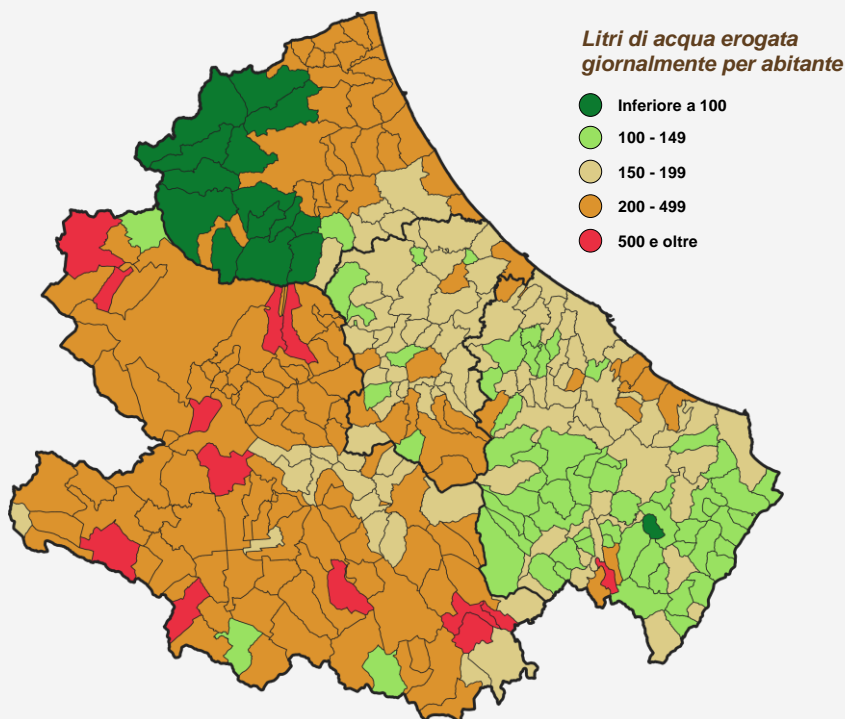 Litri di acqua erogata
giornalmente per abitante
Inferiore a 100
100 - 149
150 - 199
200 - 499
500 e oltre